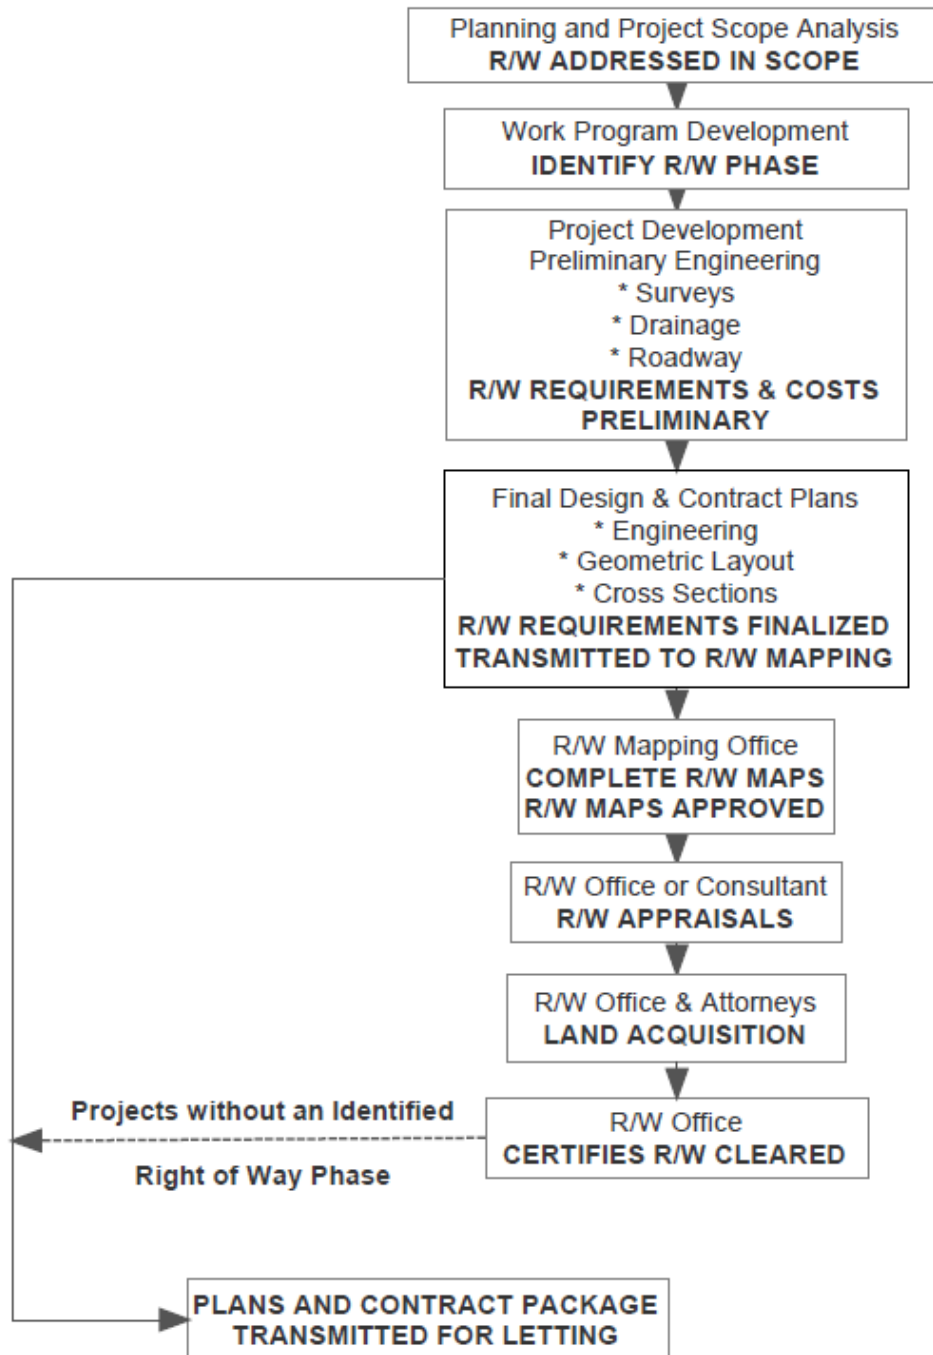 Planning and Project Scope Analysis
R/W ADDRESSED IN SCOPE
Work Program Development
IDENTIFY R/W PHASE
Project Development
Preliminary Engineering
* Surveys
* Drainage
* Roadway
R/W REQUIREMENTS & COSTS
PRELIMINARY
Final Design & Contract Plans
* Engineering
* Geometric Layout
* Cross Sections
R/W REQUIREMENTS FINALIZED
TRANSMITTED TO R/W MAPPING
R/W Mapping Office
COMPLETE R/W MAPS
R/W MAPS APPROVED
R/W Office or Consultant
R/W APPRAISALS
R/W Office & Attorneys
LAND ACQUISITION
R/W Office
CERTIFIES R/W CLEARED
Projects without an Identified
Right of Way Phase
PLANS AND CONTRACT PACKAGE
TRANSMITTED FOR LETTING